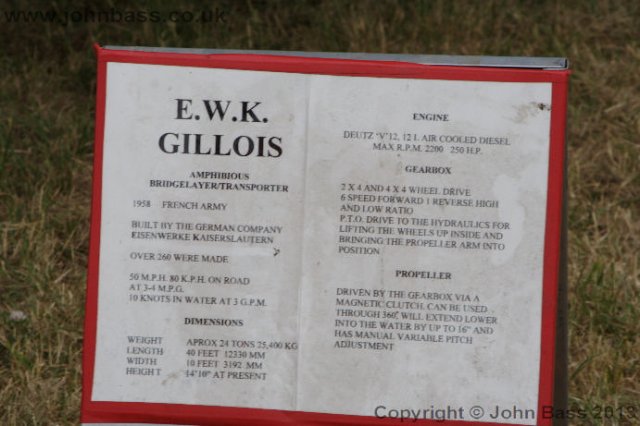 www.johnbass.co.uk
E.W.K.
GILLOIS
AMPHIBIOUS
BRIDGELAYER/TRANSPORTER
1958 FRENCH ARMY
BUILT BY THE GERMAN COMPANY
EISENWERKE KAISERSLAUTERN
OVER 260 WERE MADE
50 M.P.H. 80 K.P.H. ON ROAD
AT 3-4 M.P.G.
10 KNOTS IN WATER AT 3 G.P.M.
DIMENSIONS
WEIGHT APROX 24 TONS 25,400 KG
LENGTH 40 FEET 12330 MM
WIDTH 10 FEET 3192 MM
HEIGHT 14'10" AT PRESENT
ENGINE
DEUTZ 'V'12, 12 L AIR COOLED DIESEL
MAX R.P.M. 2200 250 H.P.
GEARBOX
2 X 4 AND 4 X 4 WHEEL DRIVE
6 SPEED FORWARD 1 REVERSE HIGH
AND LOW RATIO
P.T.O. DRIVE TO THE HYDRAULICS FOR
LIFTING THE WHEELS UP INSIDE AND
BRINGING THE PROPELLER ARM INTO
POSITION
PROPELLER
DRIVEN BY THE GEARBOX VIA A
MAGNETIC CLUTCH. CAN BE USED
THROUGH 360°. WILL EXTEND LOWER
INTO THE WATER BY UP TO 16" AND
HAS MANUAL VARIABLE PITCH
ADJUSTMENT
Copyright © John Bass 2013